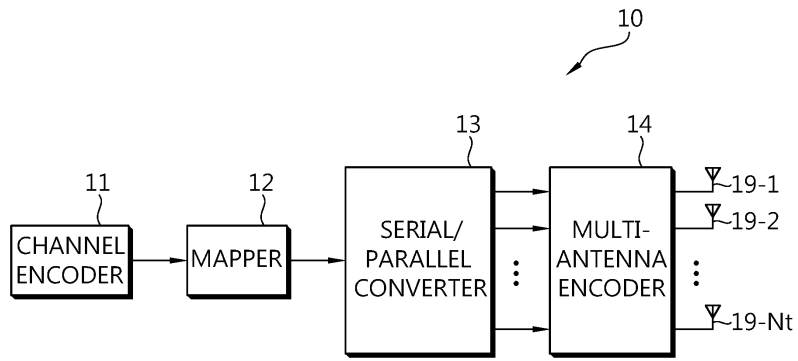 10
11
CHANNEL
ENCODER
12
MAPPER
13
SERIAL/
PARALLEL
CONVERTER
14
MULTI-
ANTENNA
ENCODER
19-1
19-2
19-Nt